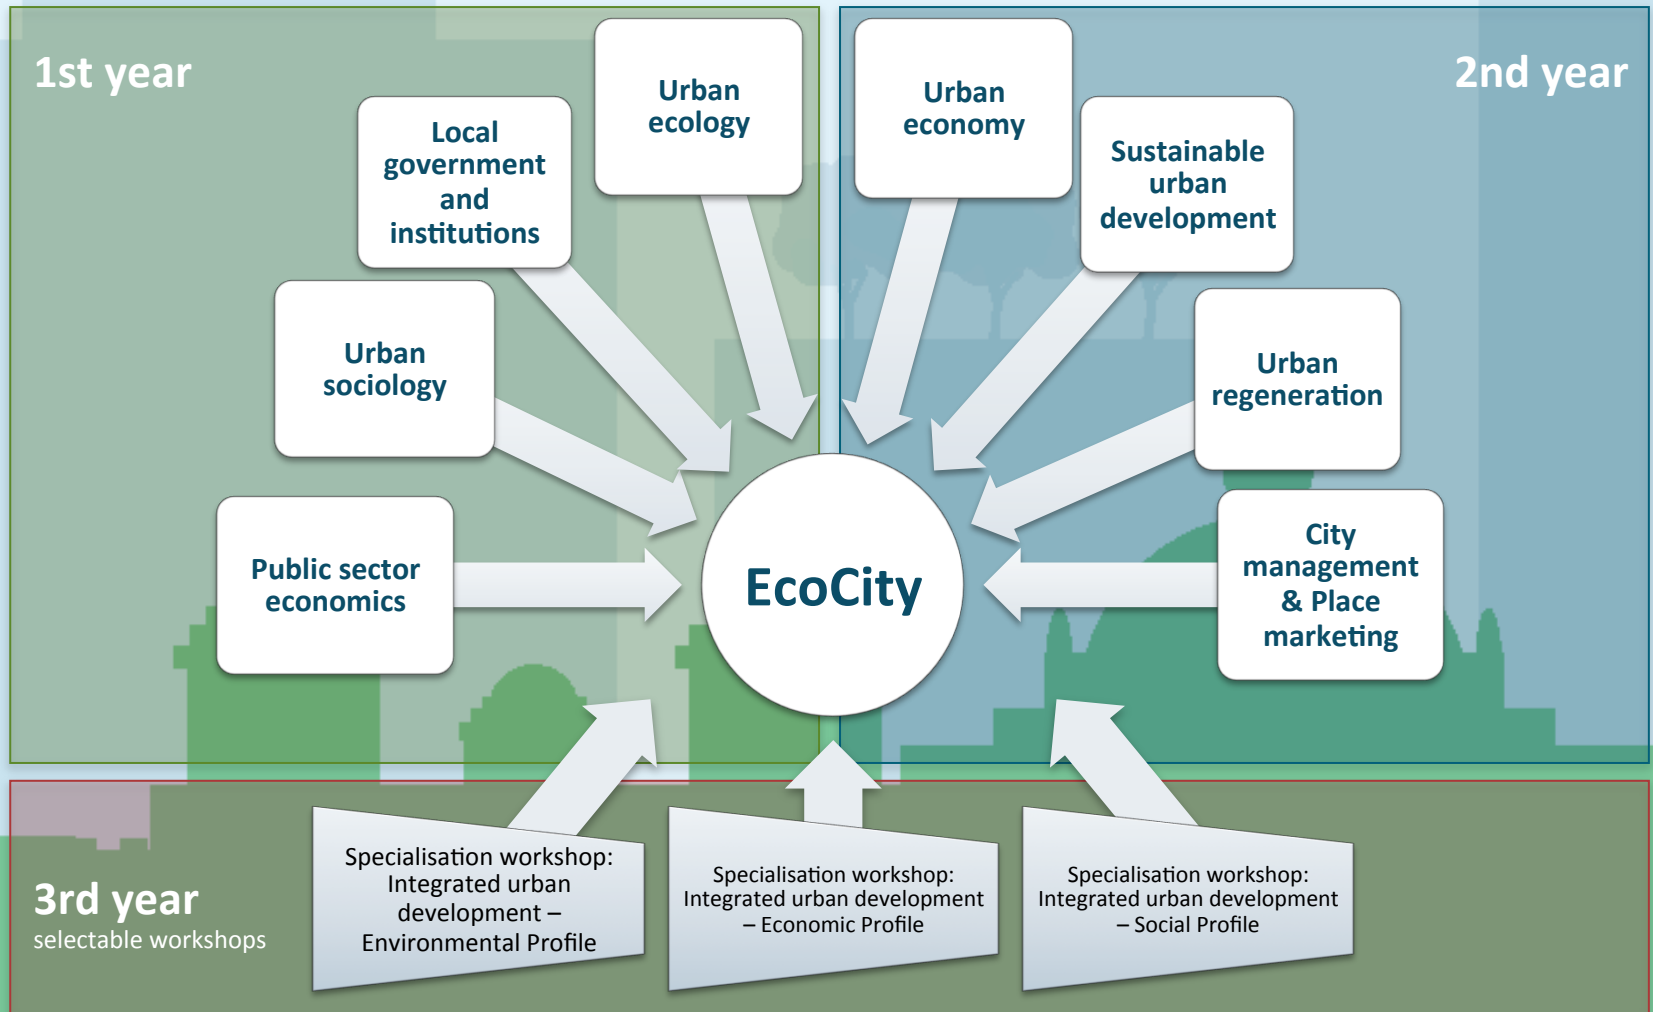 1st year
2nd year
Urban
ecology
Urban
economy
Local
government
and
institutions
Sustainable
urban
development
Urban
sociology
Urban
regeneration
Public sector
economics
EcoCity
City
management
& Place
marketing
3rd year
selectable workshops
Specialisation workshop:
Integrated urban
development –
Environmental Profile
Specialisation workshop:
Integrated urban development
– Economic Profile
Specialisation workshop:
Integrated urban development
– Social Profile